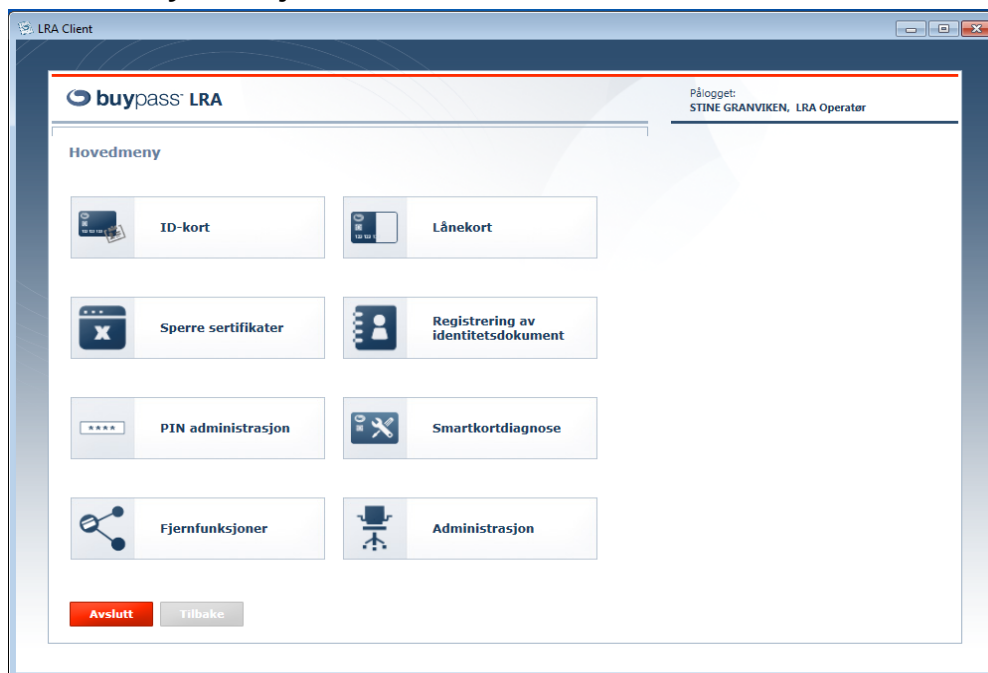 LRA Client
buypass LRA
Pålogget:
STINE GRANVIKEN, LRA Operatør
Hovedmeny
ID-kort
Lånekort
Sperre sertifikater
Registrering av
identitetsdokument
PIN administrasjon
Smartkortdiagnose
Fjernfunksjoner
Administrasjon
Avslutt
Tilbake